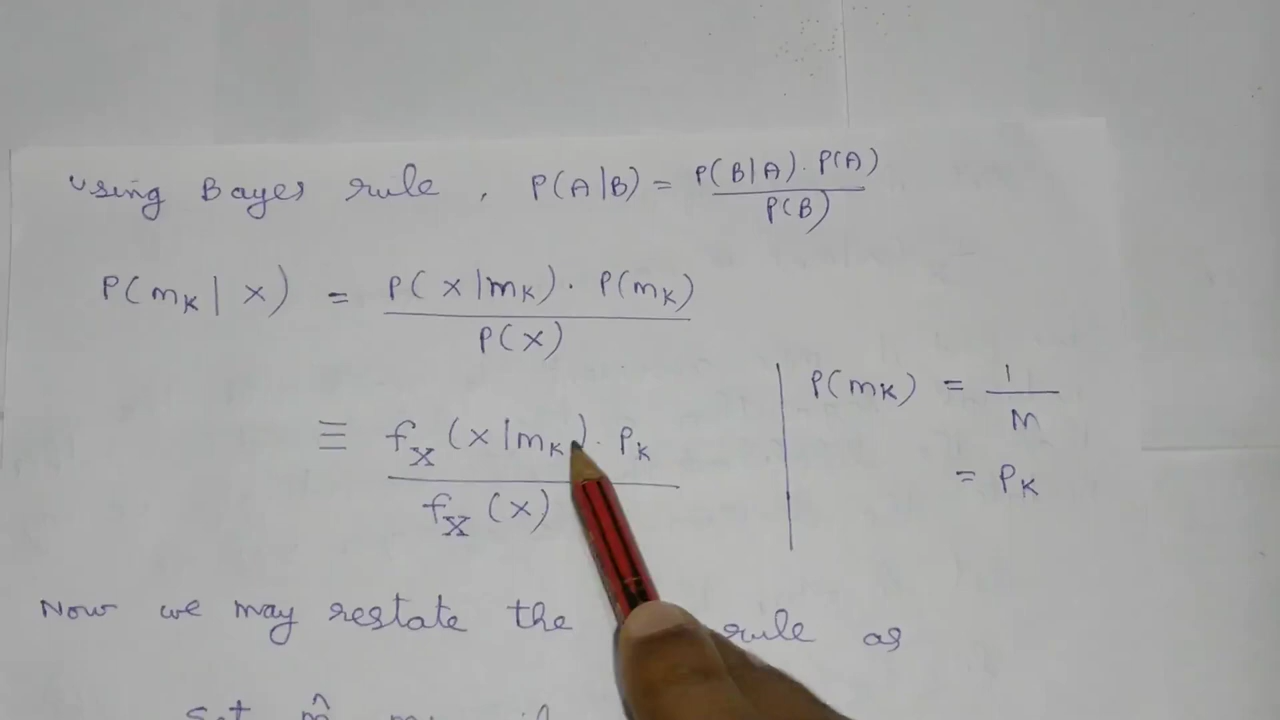 Using Bayes rule, P(A|B) = P(B|A).P(A) / P(B)
P(mK | x) = P(x|mK). P(mK) / P(x)
≡ fX(x|mK). PK / fX(x)
P(mK) = 1 / M
= PK
Now we may restate the rule as
Set m̂